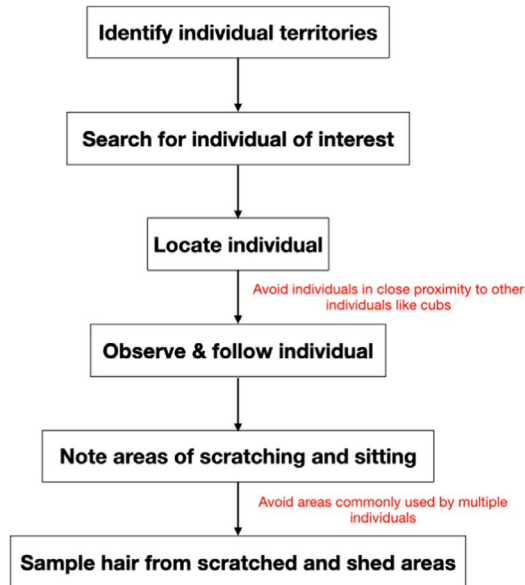 Identify individual territories
Search for individual of interest
Locate individual
Avoid individuals in close proximity to other
individuals like cubs
Observe & follow individual
Note areas of scratching and sitting
Avoid areas commonly used by multiple
individuals
Sample hair from scratched and shed areas